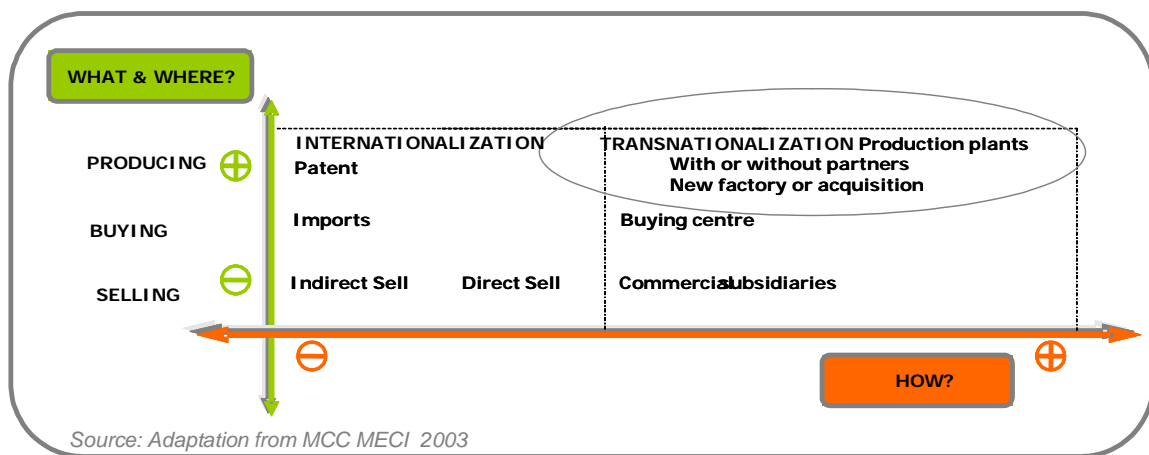 WHAT & WHERE?
INTERNATIONALIZATION
TRANSNATIONALIZATION Production plants
PRODUCING
Patent
With or without partners
New factory or acquisition
BUYING
Imports
Buying centre
SELLING
Indirect Sell
Direct Sell
Commercial subsidiaries
HOW?
Source: Adaptation from MCC MECI 2003